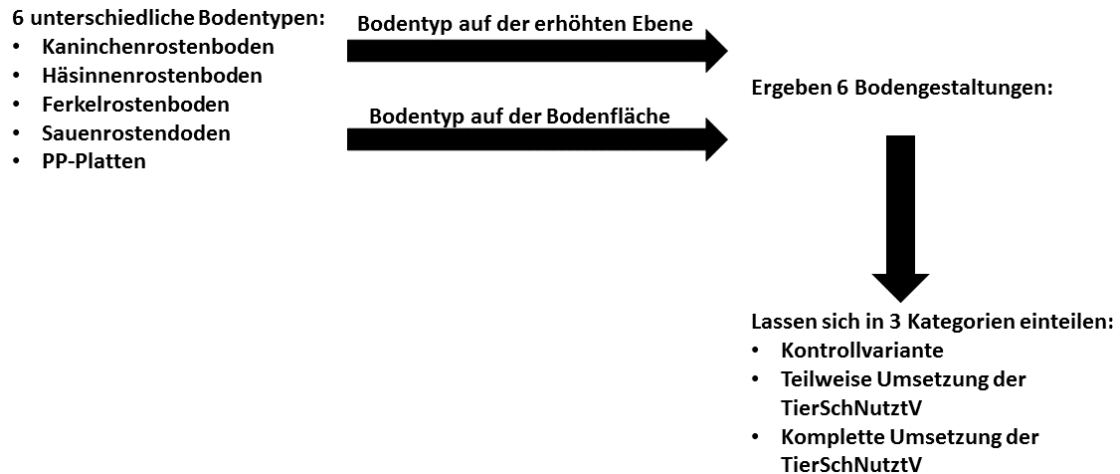 6 unterschiedliche Bodentypen:
• Kaninchenrostenboden
• Häsinnenrostenboden
• Ferkelrostenboden
• Sauenrostendoden
• PP-Platten
Bodentyp auf der erhöhten Ebene
Bodentyp auf der Bodenfläche
Ergeben 6 Bodengestaltungen:
Lassen sich in 3 Kategorien einteilen:
• Kontrollvariante
• Teilweise Umsetzung der
TierSchNutztV
• Komplette Umsetzung der
TierSchNutztV